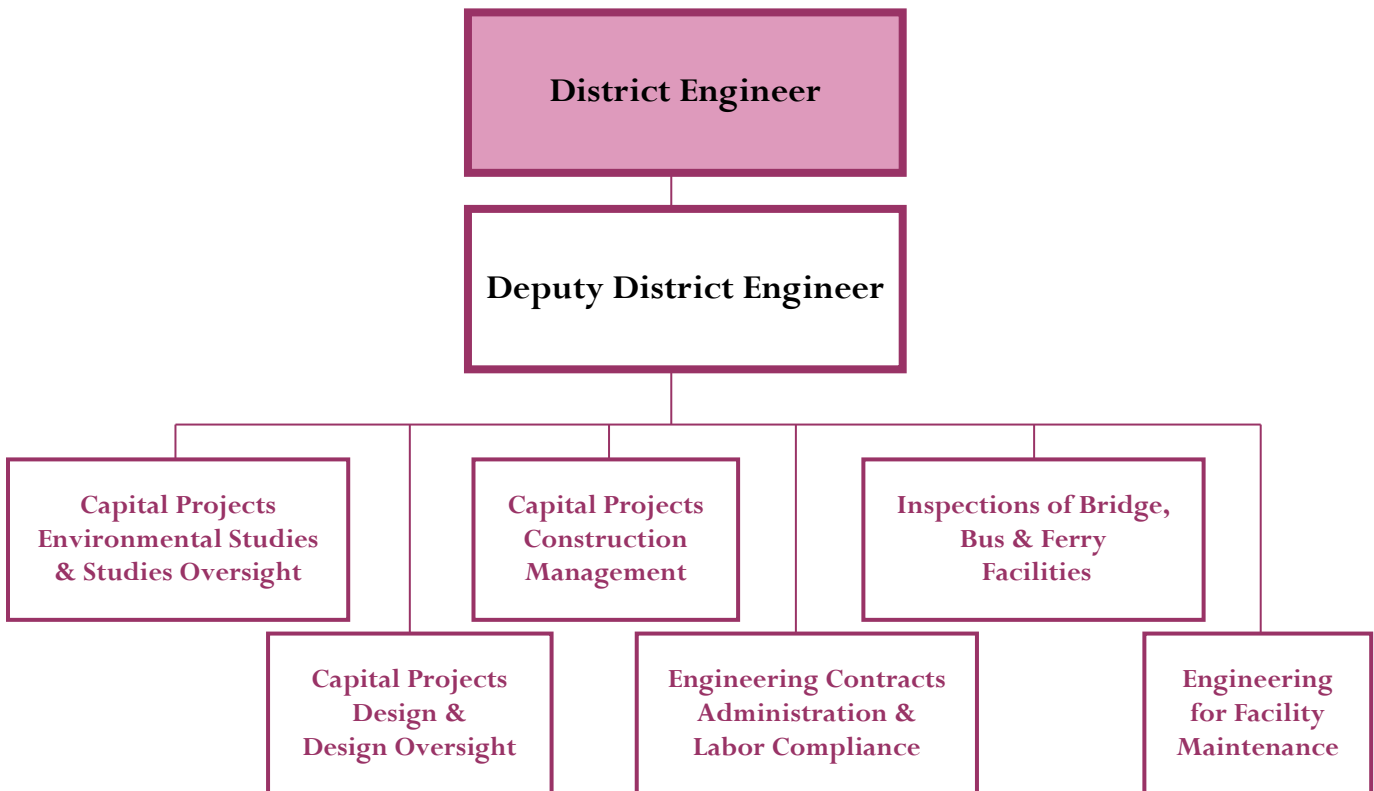 District Engineer
Deputy District Engineer
Capital Projects
Environmental Studies
& Studies Oversight
Capital Projects
Construction
Management
Inspections of Bridge,
Bus & Ferry
Facilities
Capital Projects
Design &
Design Oversight
Engineering Contracts
Administration &
Labor Compliance
Engineering
for Facility
Maintenance